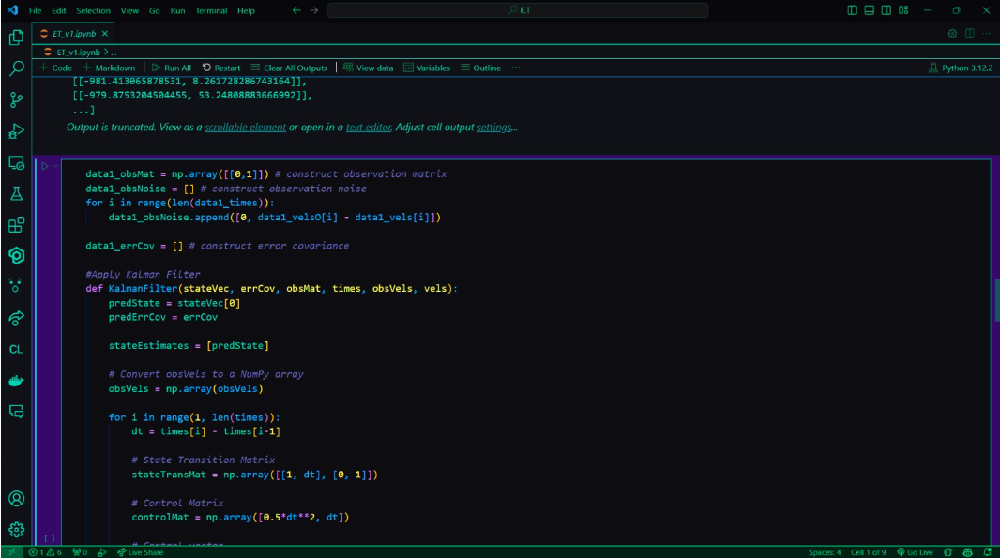 File Edit Selection View Go Run Terminal Help ET
ET_v1.ipynb
ET_v1.ipynb > ...
Code Markdown Run All Restart Clear All Outputs View data Variables Outline ... Python 3.12.2
[[-981.413065878531, 8.261728286743164]],
[[-979.8753204504455, 53.24808883666992]],
...]
Output is truncated. View as a scrollable element or open in a text editor. Adjust cell output settings...
data1_obsMat = np.array([[0,1]]) # construct observation matrix
data1_obsNoise = [] # construct observation noise
for i in range(len(data1_times)):
data1_obsNoise.append([0, data1_velsO[i] - data1_vels[i]])
data1_errCov = [] # construct error covariance
#Apply Kalman Filter
def KalmanFilter(stateVec, errCov, obsMat, times, obsVels, vels):
predState = stateVec[0]
predErrCov = errCov
stateEstimates = [predState]
# Convert obsVels to a NumPy array
obsVels = np.array(obsVels)
for i in range(1, len(times)):
dt = times[i] - times[i-1]
# State Transition Matrix
stateTransMat = np.array([[1, dt], [0, 1]])
# Control Matrix
controlMat = np.array([0.5*dt**2, dt])
[ ]
# Control vector
CL
1 6 0 Live Share Spaces: 4 Cell 1 of 9 Go Live